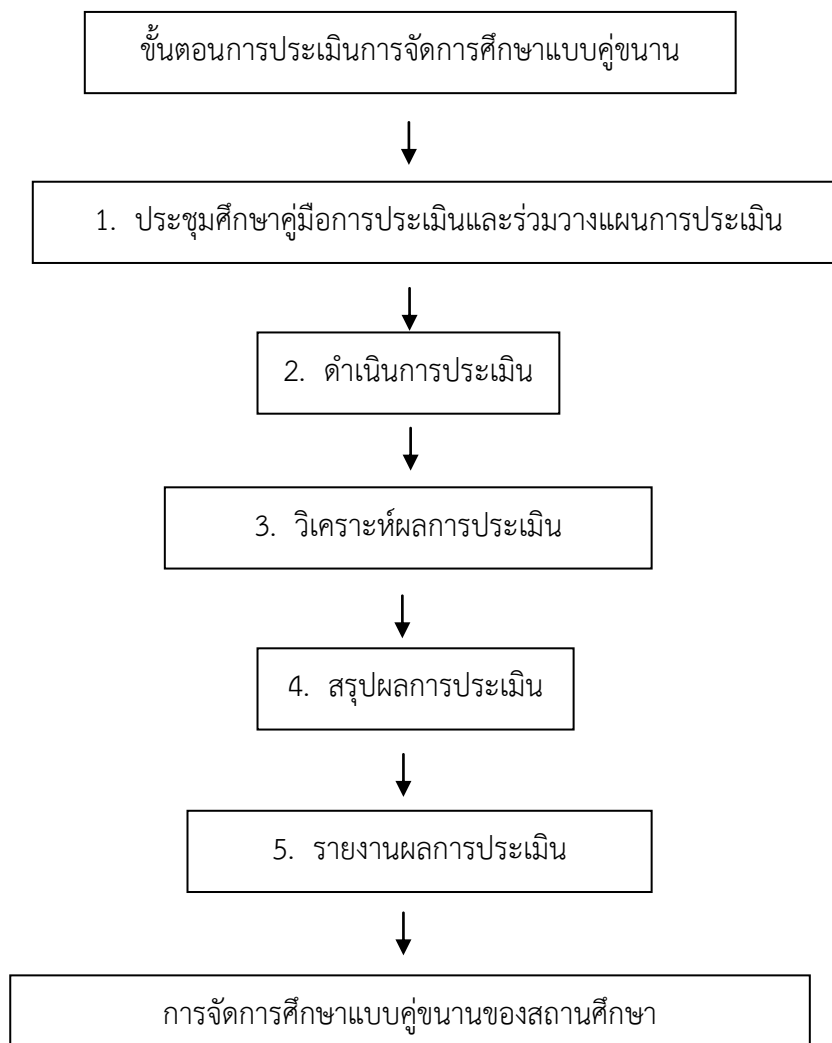 ขั้นตอนการประเมินการจัดการศึกษาแบบคู่ขนาน
1. ประชุมศึกษาคู่มือการประเมินและร่วมวางแผนการประเมิน
2. ดำเนินการประเมิน
3. วิเคราะห์ผลการประเมิน
4. สรุปผลการประเมิน
5. รายงานผลการประเมิน
การจัดการศึกษาแบบคู่ขนานของสถานศึกษา